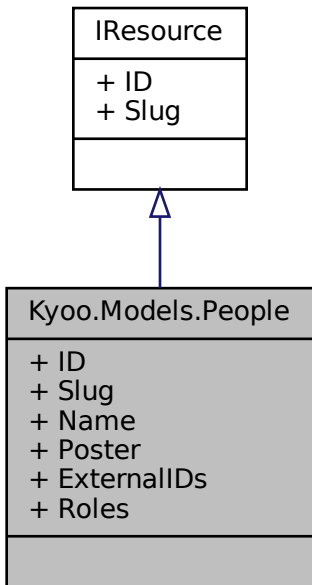 IResource
+ ID
+ Slug
Kyoo.Models.People
+ ID
+ Slug
+ Name
+ Poster
+ ExternalIDs
+ Roles